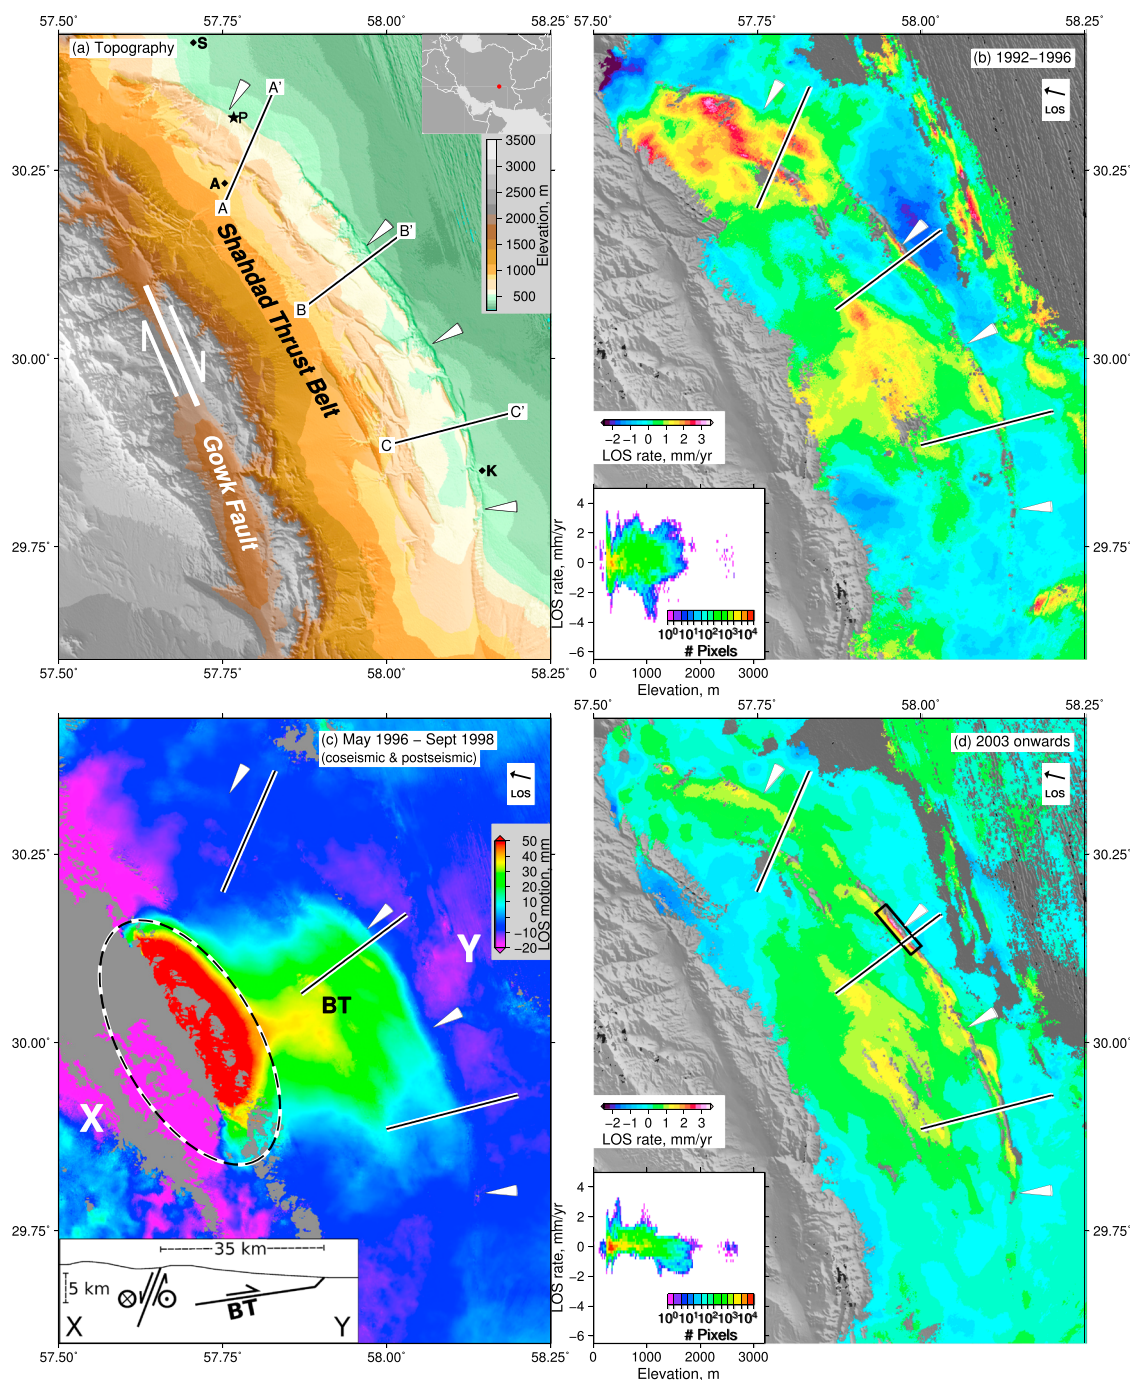 57.50° 57.75° 58.00° 58.25°
(a) Topography
S
A'
P
A
A
B'
B
C'
C
K
Shahdad Thrust Belt
Gowk Fault
3500
3000
2500
2000
1500
1000
500
Elevation, m
30.25°
30.00°
29.75°
57.50° 57.75° 58.00° 58.25°
57.50° 57.75° 58.00° 58.25°
(b) 1992–1996
LOS
30.25°
30.00°
29.75°
−2 −1 0 1 2 3
LOS rate, mm/yr
4
2
0
−2
−4
−6
LOS rate, mm/yr
10⁰10¹10²10³10⁴
# Pixels
0 1000 2000 3000
Elevation, m
(c) May 1996 – Sept 1998
(coseismic & postseismic)
LOS
50
40
30
20
10
0
−10
−20
LOS motion, mm
30.25°
30.00°
29.75°
Y
BT
X
35 km
5 km
BT
X Y
57.50° 57.75° 58.00° 58.25°
57.50° 57.75° 58.00° 58.25°
(d) 2003 onwards
LOS
30.25°
30.00°
29.75°
−2 −1 0 1 2 3
LOS rate, mm/yr
4
2
0
−2
−4
−6
LOS rate, mm/yr
10⁰10¹10²10³10⁴
# Pixels
0 1000 2000 3000
Elevation, m